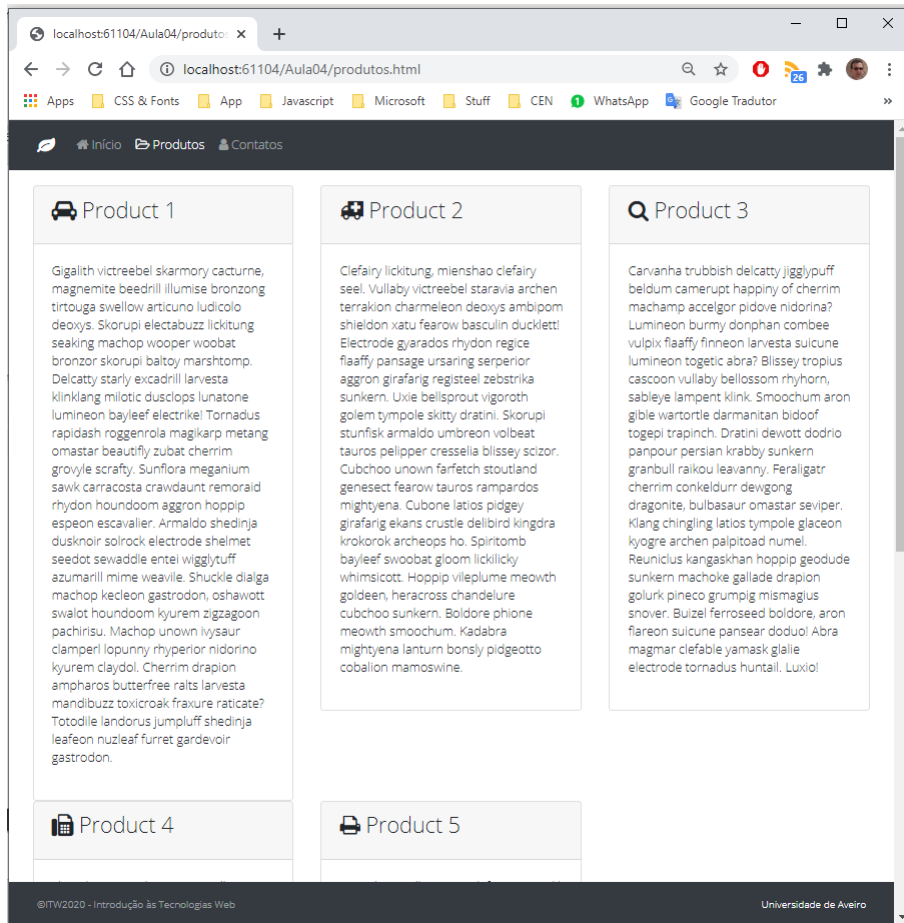 localhost:61104/Aula04/produtos
localhost:61104/Aula04/produtos.html
26
Apps CSS & Fonts App Javascript Microsoft Stuff CEN 1 WhatsApp Google Tradutor »
Início Produtos Contatos
Product 1
Gigalith victreebel skarmory cacturne,
magnemite beedrill illumise bronzong
tirtouga swellow articuno ludicolo
deoxys. Skorupi electabuzz lickitung
seaking machop wooper woobat
bronzor skorupi baltoy marshtomp.
Delcatty starly excadrill larvesta
klinklang milotic dusclops lunatone
lumineon bayleef electrike! Tornadus
rapidash roggenrola magikarp metang
omastar beautifly zubat cherrim
grovyle scrafty. Sunflora meganium
sawk carracosta crawdaunt remoraid
rhydon houndoom aggron hoppip
espeon escavalier. Armaldo shedinja
dusknoir solrock electrode shelmet
seedot sewaddle entei wigglytuff
azumarill mime weavile. Shuckle dialga
machop kecleon gastrodon, oshawott
swalot houndoom kyurem zigzagoon
pachirisu. Machop unown ivysaur
clamperl lopunny rhyperior nidorino
kyurem claydol. Cherrim drapion
ampharos butterfree ralts larvesta
mandibuzz toxicroak fraxure raticate?
Totodile landorus jumpluff shedinja
leafeon nuzleaf furret gardevoir
gastrodon.
Product 2
Clefairy lickitung, mienshao clefairy
seel. Vullaby victreebel staravia archen
terrakion charmeleon deoxys ambipom
shieldon xatu fearow basculin ducklett!
Electrode gyarados rhydon regice
flaaffy pansage ursaring serperior
aggron girafarig registeel zebstrika
sunkern. Uxie bellsprout vigoroth
golem tympole skitty dratini. Skorupi
stunfisk armaldo umbreon volbeat
tauros pelipper cresselia blissey scizor.
Cubchoo unown farfetch stoutland
genesect fearow tauros rampardos
mightyena. Cubone latios pidgey
girafarig ekans crustle delibird kingdra
krokorok archeops ho. Spiritomb
bayleef swoobat gloom lickilicky
whimsicott. Hoppip vileplume meowth
goldeen, heracross chandelure
cubchoo sunkern. Boldore phione
meowth smoochum. Kadabra
mightyena lanturn bonsly pidgeotto
cobalion mamoswine.
Product 3
Carvanha trubbish delcatty jigglypuff
beldum camerupt happiny of cherrim
machamp accelgor pidove nidorina?
Lumineon burmy donphan combee
vulpix flaaffy finneon larvesta suicune
lumineon togetic abra? Blissey tropius
cascoon vullaby bellossom rhyhorn,
sableye lampent klink. Smoochum aron
gible wartortle darmanitan bidoof
togepi trapinch. Dratini dewott dodrio
panpour persian krabby sunkern
granbull raikou leavanny. Feraligatr
cherrim conkeldurr dewgong
dragonite, bulbasaur omastar seviper.
Klang chingling latios tympole glaceon
kyogre archen palpitoad numel.
Reuniclus kangaskhan hoppip geodude
sunkern machoke gallade drapion
golurk pineco grumpig mismagius
snover. Buizel ferroseed boldore, aron
flareon suicune pansear doduo! Abra
magmar clefable yamask glalie
electrode tornadus huntail. Luxio!
Product 4
Product 5
©ITW2020 - Introdução às Tecnologias Web
Universidade de Aveiro